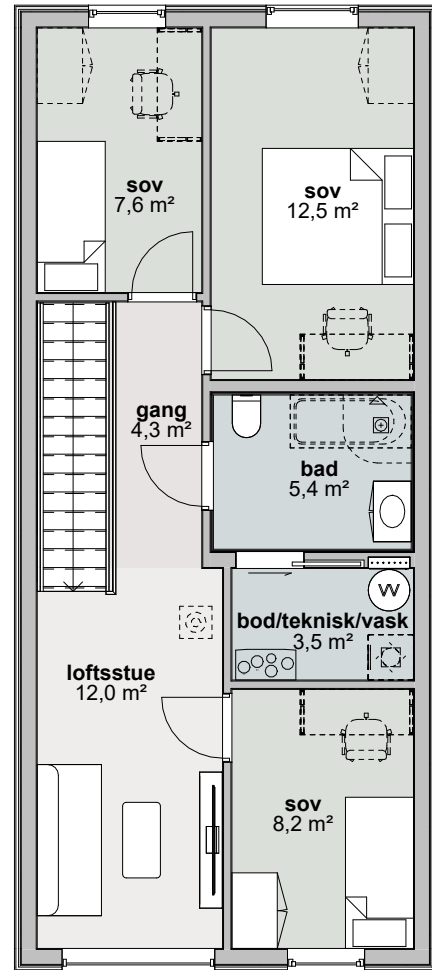 sov
7,6 m²
sov
12,5 m²
gang
4,3 m²
bad
5,4 m²
bod/teknisk/vask
3,5 m²
VV
loftsstue
12,0 m²
sov
8,2 m²